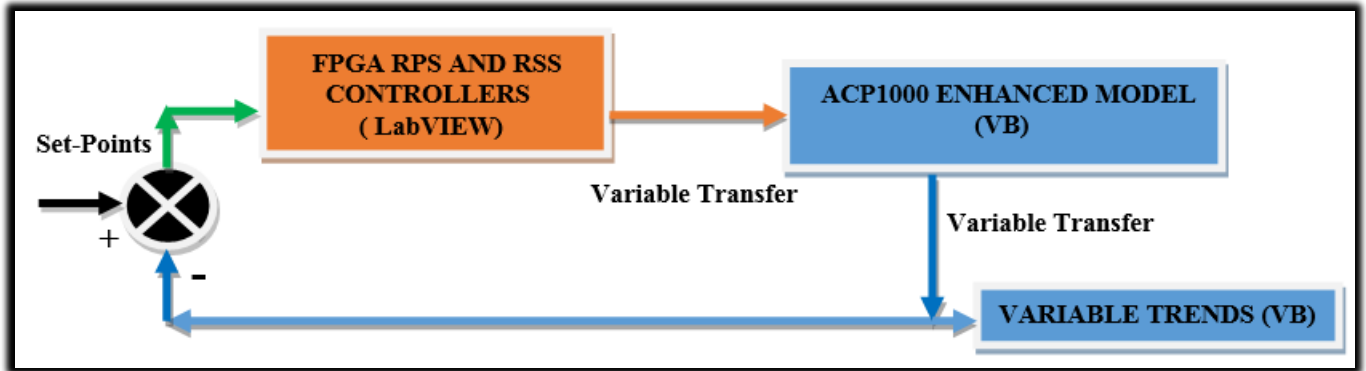 FPGA RPS AND RSS
CONTROLLERS
( LabVIEW)
ACP1000 ENHANCED MODEL
(VB)
Set-Points
+
-
Variable Transfer
Variable Transfer
VARIABLE TRENDS (VB)